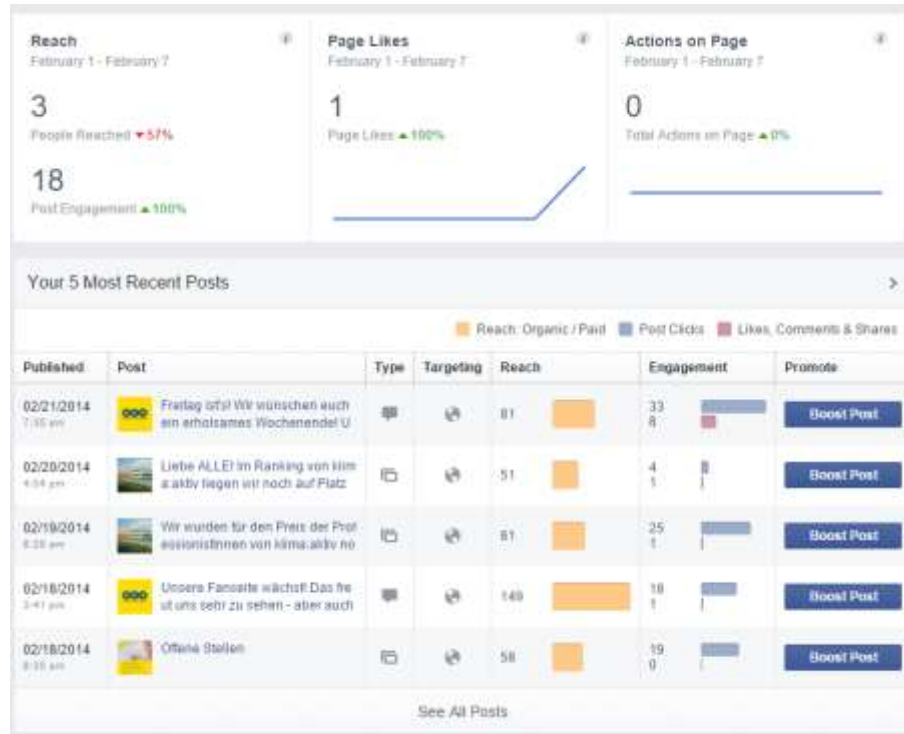 Reach
February 1 - February 7
3
People Reached ▼57%
18
Post Engagement ▲100%
Page Likes
February 1 - February 7
1
Page Likes ▲100%
Actions on Page
February 1 - February 7
0
Total Actions on Page ▲0%
Your 5 Most Recent Posts
Reach: Organic / Paid Post Clicks Likes, Comments & Shares
Published Post Type Targeting Reach Engagement Promote
02/21/2014 Freitag ist's! Wir wünschen euch 33
ein erholsames Wochenende! U 81 8 Boost Post
02/20/2014 Liebe ALLE! Im Ranking von klim 4
4:54 pm a:aktiv liegen wir noch auf Platz 51 1 Boost Post
02/19/2014 Wir wurden für den Preis der Prof 25
essionistInnen von klima:aktiv no 61 1 Boost Post
Unsere Fanseite wächst! Das fre
3:41 pm ut uns sehr zu sehen - aber auch 149 1 Boost Post
02/18/2014 Offene Stellen 19
58 0 Boost Post
See All Posts